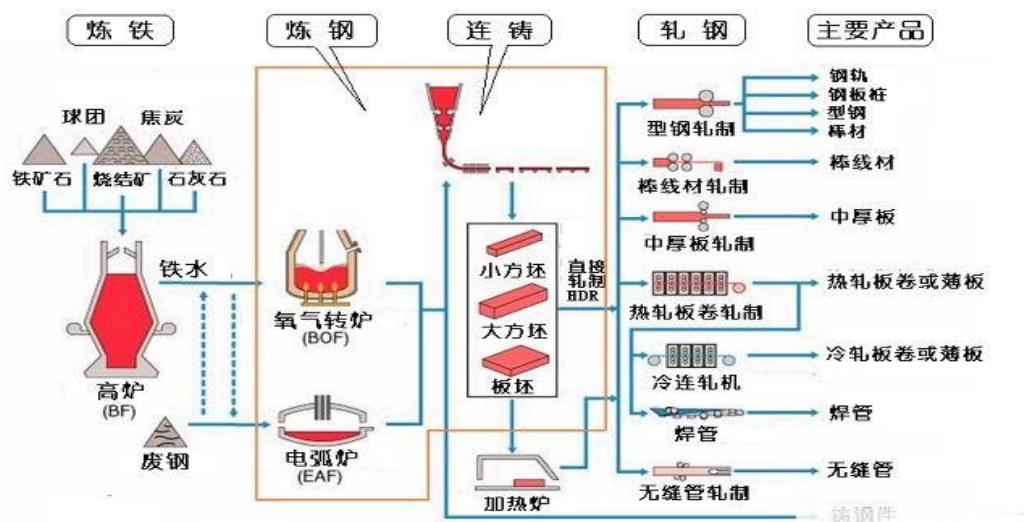 炼铁
炼钢
连铸
轧钢
主要产品
球团
焦炭
铁矿石
烧结矿
石灰石
铁水
高炉
(BF)
废钢
氧气转炉
(BOF)
电弧炉
(EAF)
小方坯
大方坯
板坯
直接
轧制
HDR
加热炉
型钢轧制
棒线材轧制
中厚板轧制
热轧板卷轧制
冷连轧机
焊管
无缝管轧制
钢轨
钢板桩
型钢
棒材
棒线材
中厚板
热轧板卷或薄板
冷轧板卷或薄板
焊管
无缝管